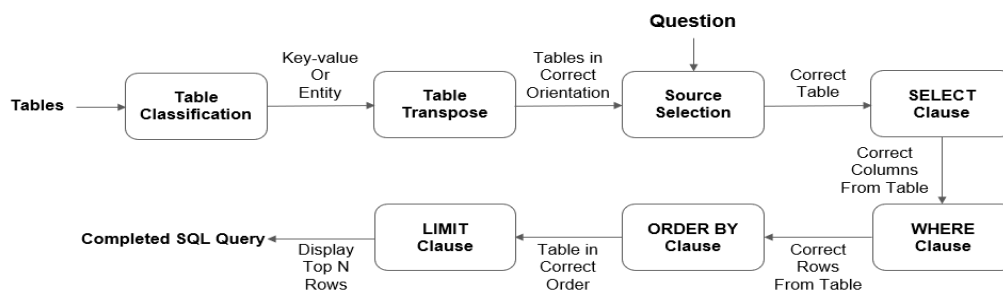 Question
Tables
Table
Classification
Key-value
Or
Entity
Table
Transpose
Tables in
Correct
Orientation
Source
Selection
Correct
Table
SELECT
Clause
Correct
Columns
From Table
WHERE
Clause
Correct
Rows
From Table
ORDER BY
Clause
Table in
Correct
Order
LIMIT
Clause
Display
Top N
Rows
Completed SQL Query